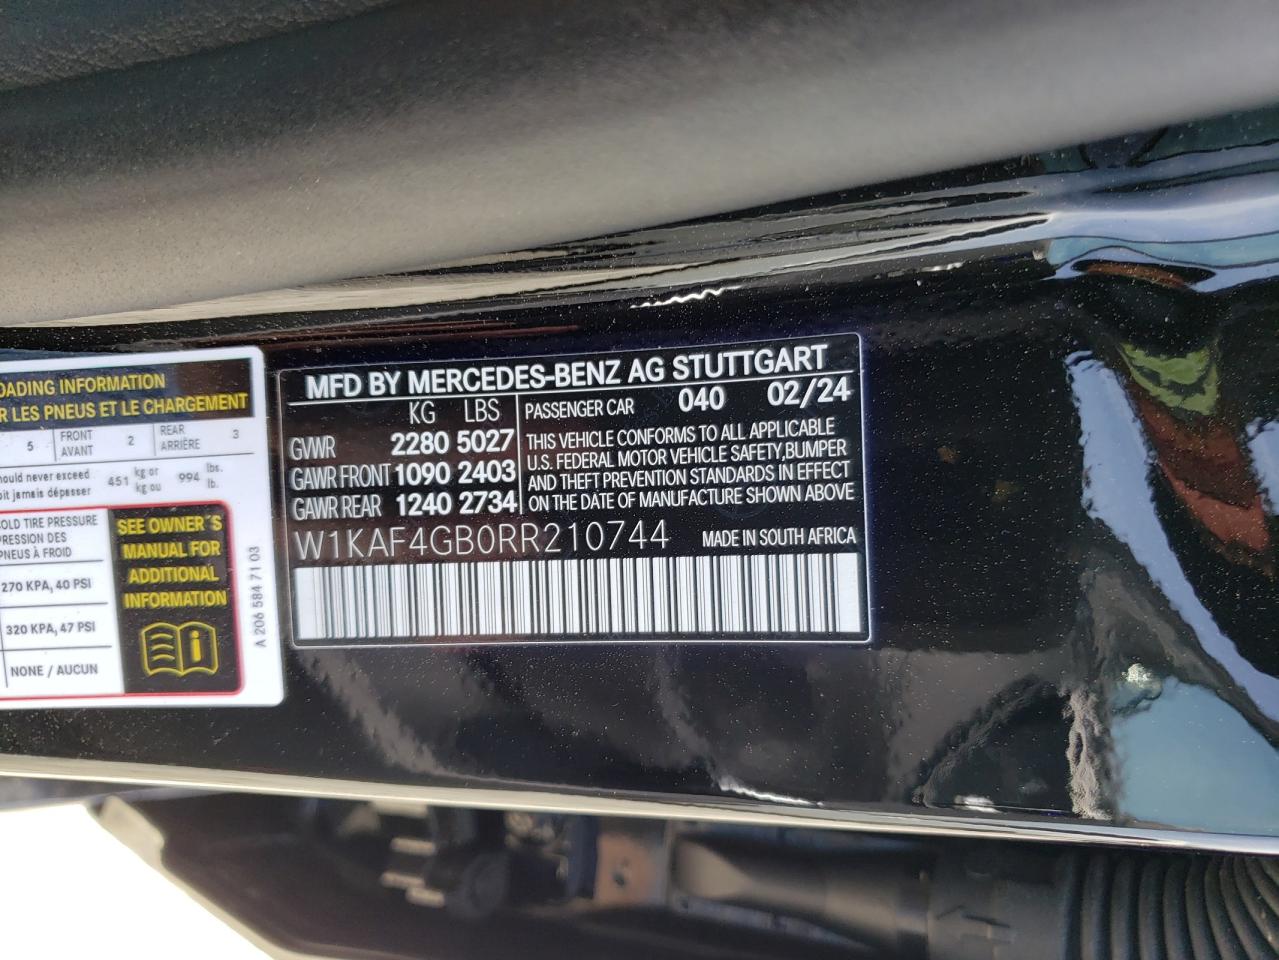 OADING INFORMATION
R LES PNEUS ET LE CHARGEMENT
5 FRONT AVANT 2 REAR ARRIÈRE 3
hould never exceed 451 kg or 994 lbs.
oit jamais dépasser kg ou lb.
OLD TIRE PRESSURE
PRESSION DES
PNEUS À FROID
270 KPA, 40 PSI
320 KPA, 47 PSI
NONE / AUCUN
SEE OWNER´S
MANUAL FOR
ADDITIONAL
INFORMATION
i
A 206 584 71 03
MFD BY MERCEDES-BENZ AG STUTTGART
KG LBS
GWR 2280 5027
GAWR FRONT 1090 2403
GAWR REAR 1240 2734
PASSENGER CAR 040 02/24
THIS VEHICLE CONFORMS TO ALL APPLICABLE
U.S. FEDERAL MOTOR VEHICLE SAFETY,BUMPER
AND THEFT PREVENTION STANDARDS IN EFFECT
ON THE DATE OF MANUFACTURE SHOWN ABOVE
W1KAF4GB0RR210744 MADE IN SOUTH AFRICA